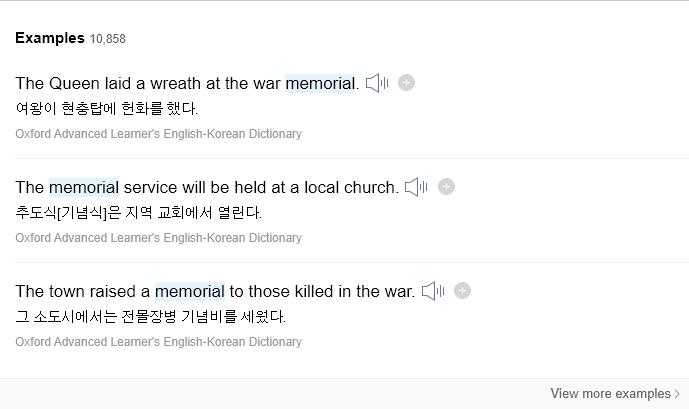 Examples 10,858
The Queen laid a wreath at the war memorial.
여왕이 현충탑에 헌화를 했다.
Oxford Advanced Learner's English-Korean Dictionary
The memorial service will be held at a local church.
추도식[기념식]은 지역 교회에서 열린다.
Oxford Advanced Learner's English-Korean Dictionary
The town raised a memorial to those killed in the war.
그 소도시에서는 전몰장병 기념비를 세웠다.
Oxford Advanced Learner's English-Korean Dictionary
View more examples